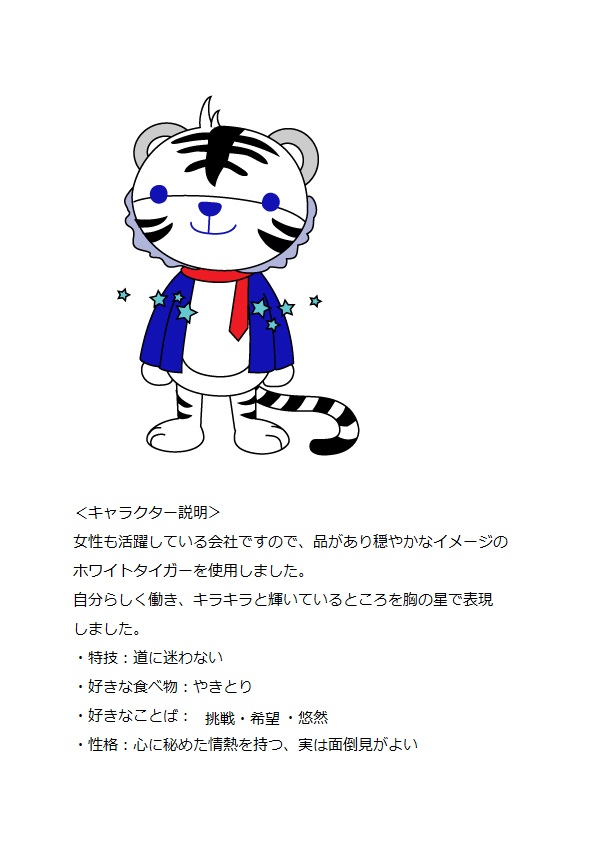 ＜キャラクター説明＞
女性も活躍している会社ですので、品があり穏やかなイメージの
ホワイトタイガーを使用しました。
自分らしく働き、キラキラと輝いているところを胸の星で表現
しました。
・特技：道に迷わない
・好きな食べ物：やきとり
・好きなことば： 挑戦・希望・悠然
・性格：心に秘めた情熱を持つ、実は面倒見がよい